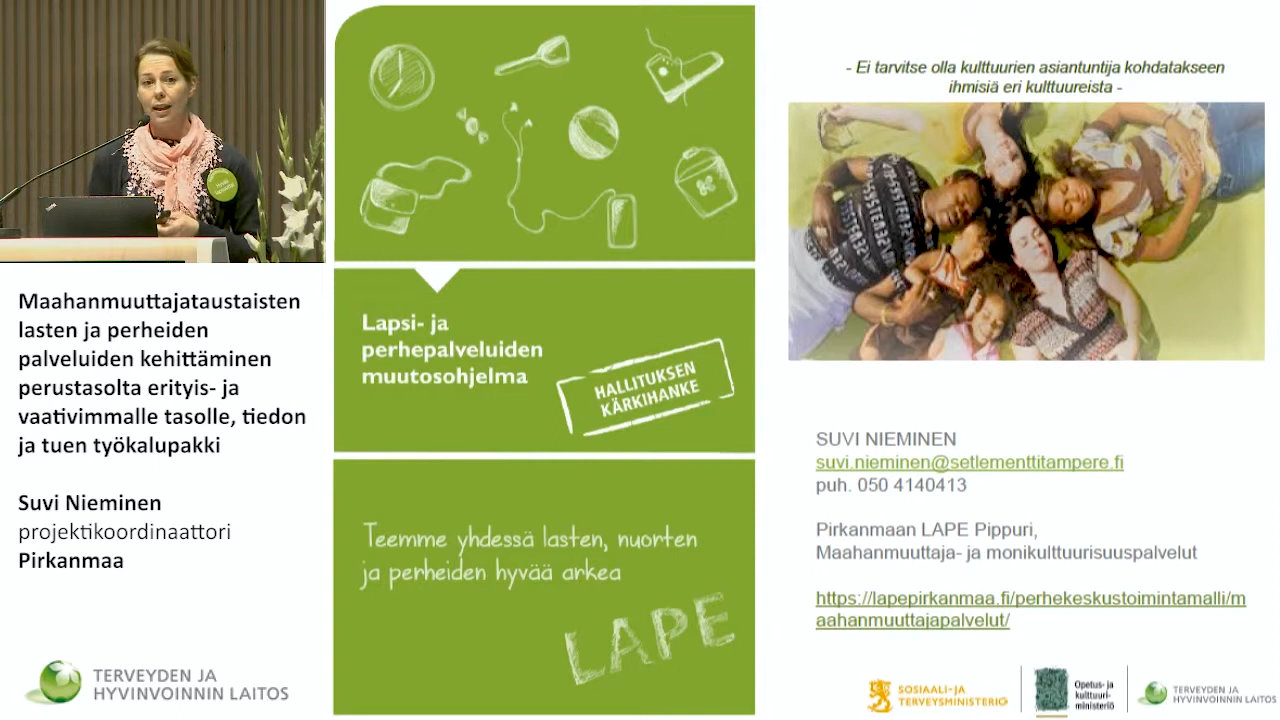 Maahanmuuttajataustaisten
lasten ja perheiden
palveluiden kehittäminen
perustasolta erityis- ja
vaativimmalle tasolle, tiedon
ja tuen työkalupakki
Suvi Nieminen
projektikoordinaattori
Pirkanmaa
TERVEYDEN JA
HYVINVOINNIN LAITOS
Lapsi- ja
perhepalveluiden
muutosohjelma
HALLITUKSEN
KÄRKIHANKE
Teemme yhdessä lasten, nuorten
ja perheiden hyvää arkea
LAPE
- Ei tarvitse olla kulttuurien asiantuntija kohdatakseen
ihmisiä eri kulttuureista -
SUVI NIEMINEN
suvi.nieminen@setlementtitampere.fi
puh. 050 4140413
Pirkanmaan LAPE Pippuri,
Maahanmuuttaja- ja monikulttuurisuuspalvelut
https://lapepirkanmaa.fi/perhekeskustoimintamalli/m
aahanmuuttajapalvelut/
SOSIAALI- JA
TERVEYSMINISTERIÖ
Opetus- ja
kulttuuri-
ministeriö
TERVEYDEN JA
HYVINVOINNIN LAITOS